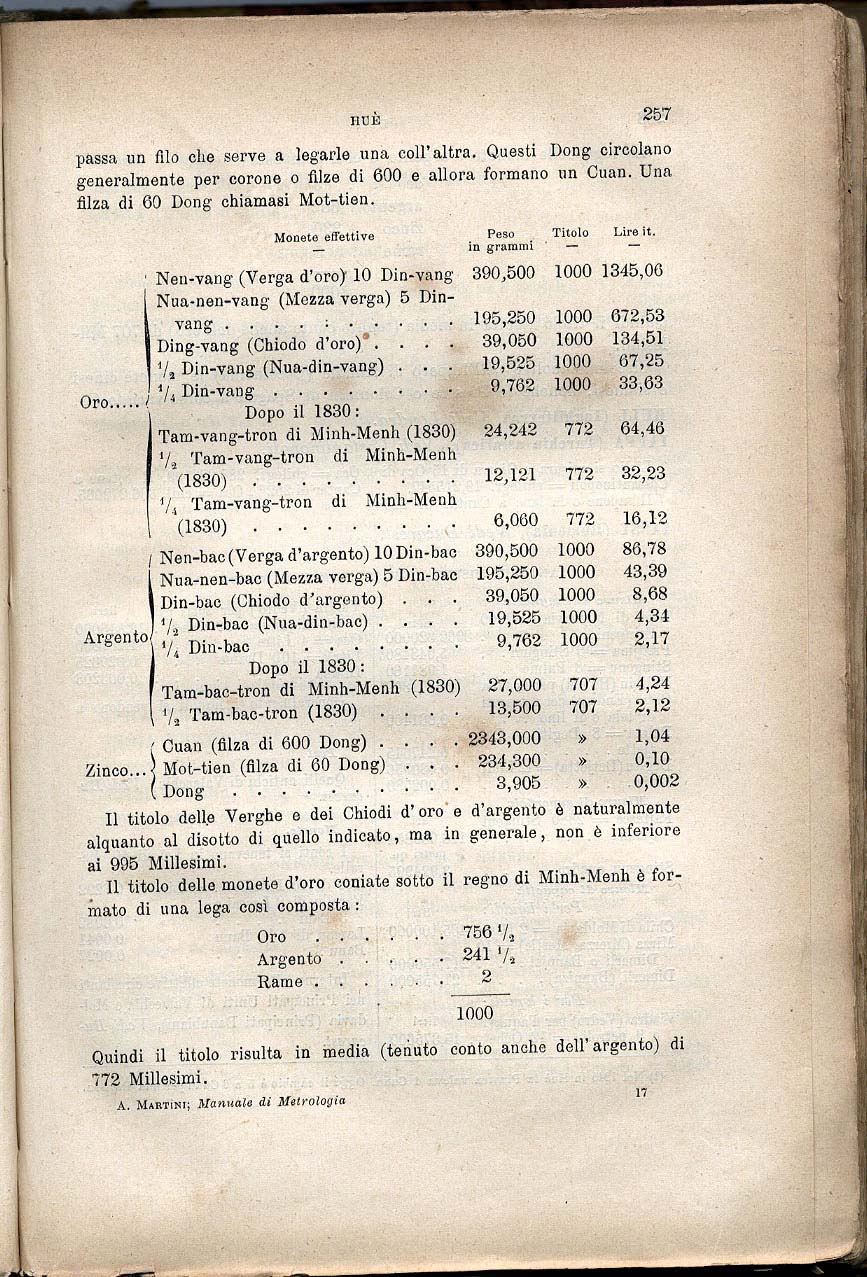 HUÈ 257
passa un filo che serve a legarle una coll'altra. Questi Dong circolano
generalmente per corone o filze di 600 e allora formano un Cuan. Una
filza di 60 Dong chiamasi Mot-tien.
Monete effettive Peso in grammi Titolo Lire it.
— — —
Nen-vang (Verga d'oro) 10 Din-vang 390,500 1000 1345,06
Nua-nen-vang (Mezza verga) 5 Din-
vang . . . . . . . . . . 195,250 1000 672,53
Ding-vang (Chiodo d'oro) . . . . 39,050 1000 134,51
1/2 Din-vang (Nua-din-vang) . . . 19,525 1000 67,25
Oro..... 1/4 Din-vang . . . . . . . . 9,762 1000 33,63
Dopo il 1830:
Tam-vang-tron di Minh-Menh (1830) 24,242 772 64,46
1/2 Tam-vang-tron di Minh-Menh
(1830) . . . . . . . . . 12,121 772 32,23
1/4 Tam-vang-tron di Minh-Menh
(1830) . . . . . . . . . 6,060 772 16,12
Nen-bac (Verga d'argento) 10 Din-bac 390,500 1000 86,78
Nua-nen-bac (Mezza verga) 5 Din-bac 195,250 1000 43,39
Din-bac (Chiodo d'argento) . . . 39,050 1000 8,68
1/2 Din-bac (Nua-din-bac) . . . . 19,525 1000 4,34
Argento 1/4 Din-bac . . . . . . . . 9,762 1000 2,17
Dopo il 1830:
Tam-bac-tron di Minh-Menh (1830) 27,000 707 4,24
1/2 Tam-bac-tron (1830) . . . . 13,500 707 2,12
Cuan (filza di 600 Dong) . . . . 2343,000 » 1,04
Zinco... Mot-tien (filza di 60 Dong) . . . 234,300 » 0,10
Dong . . . . . . . . . . 3,905 » 0,002
Il titolo delle Verghe e dei Chiodi d'oro e d'argento è naturalmente
alquanto al disotto di quello indicato, ma in generale, non è inferiore
ai 995 Millesimi.
Il titolo delle monete d'oro coniate sotto il regno di Minh-Menh è for-
mato di una lega così composta:
Oro . . . . . . 756 1/2
Argento . . . . . 241 1/2
Rame . . . . . . 2
1000
Quindi il titolo risulta in media (tenuto conto anche dell'argento) di
772 Millesimi.
A. MARTINI; Manuale di Metrologia 17